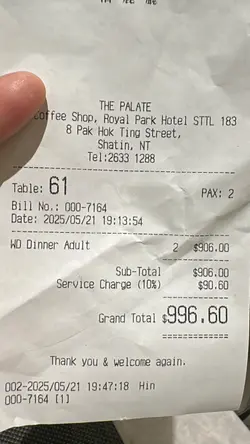 THE PALATE
Coffee Shop, Royal Park Hotel STTL 183
8 Pak Hok Ting Street,
Shatin, NT
Tel:2633 1288
Table: 61 PAX: 2
Bill No.: 000-7164
Date: 2025/05/21 19:13:54
WD Dinner Adult 2 $906.00
Sub-Total $906.00
Service Charge (10%) $90.60
Grand Total $996.60
Thank you & welcome again.
002-2025/05/21 19:47:18 Hin
000-7164 [1]